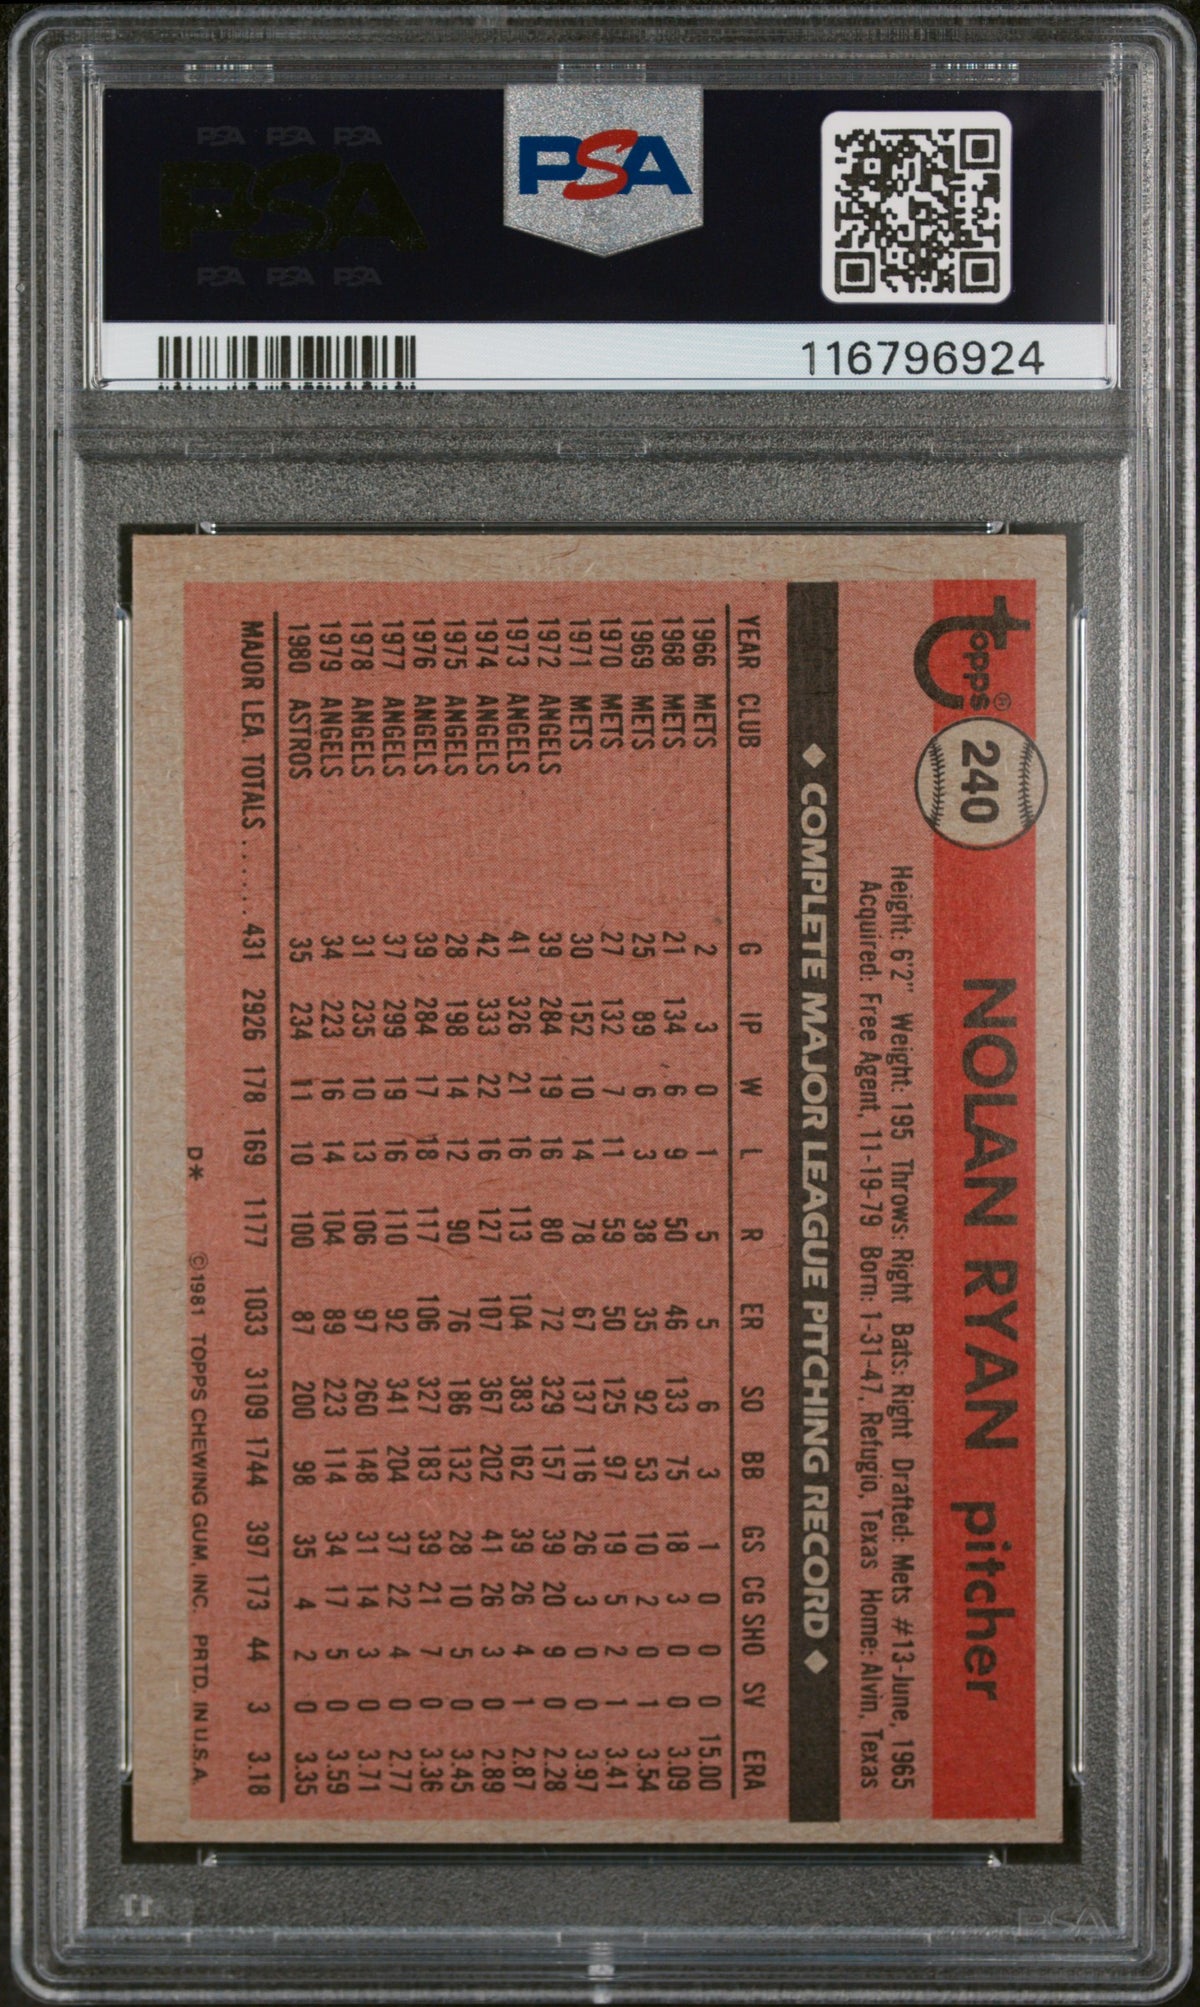 PSA PSA PSA
PSA
PSA PSA PSA
PSA
116796924
topps®
240
NOLAN RYAN pitcher
Height: 6'2" Weight: 195 Throws: Right Bats: Right Drafted: Mets #13-June, 1965
Acquired: Free Agent, 11-19-79 Born: 1-31-47, Refugio, Texas Home: Alvin, Texas
◆ COMPLETE MAJOR LEAGUE PITCHING RECORD ◆
YEAR CLUB G IP W L R ER SO BB GS CG SHO SV ERA
1966 METS 2 3 0 1 5 5 6 3 1 0 0 0 15.00
1968 METS 21 134 6 9 50 46 133 75 18 3 0 0 3.09
1969 METS 25 89 6 3 38 35 92 53 10 2 0 1 3.54
1970 METS 27 132 7 11 59 50 125 97 19 5 2 1 3.41
1971 METS 30 152 10 14 78 67 137 116 26 3 0 0 3.97
1972 ANGELS 39 284 19 16 80 72 329 157 39 20 9 0 2.28
1973 ANGELS 41 326 21 16 113 104 383 162 39 26 4 1 2.87
1974 ANGELS 42 333 22 16 127 107 367 202 41 26 3 0 2.89
1975 ANGELS 28 198 14 12 90 76 186 132 28 10 5 0 3.45
1976 ANGELS 39 284 17 18 117 106 327 183 39 21 7 0 3.36
1977 ANGELS 37 299 19 16 110 92 341 204 37 22 4 0 2.77
1978 ANGELS 31 235 10 13 106 97 260 148 31 14 3 0 3.71
1979 ANGELS 34 223 16 14 104 89 223 114 34 17 5 0 3.59
1980 ASTROS 35 234 11 10 100 87 200 98 35 4 2 0 3.35
MAJOR LEA. TOTALS ..... 431 2926 178 169 1177 1033 3109 1744 397 173 44 3 3.18
D* ©1981 TOPPS CHEWING GUM, INC. PRTD. IN U.S.A.
PSA